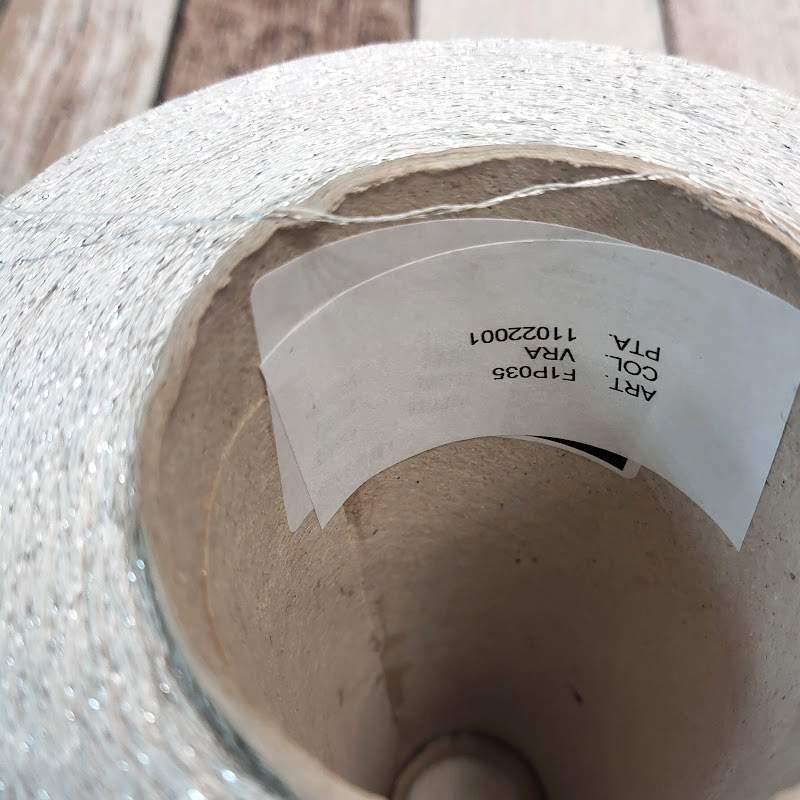 ART. F1P035
COL. VRA
PTA. 11022001